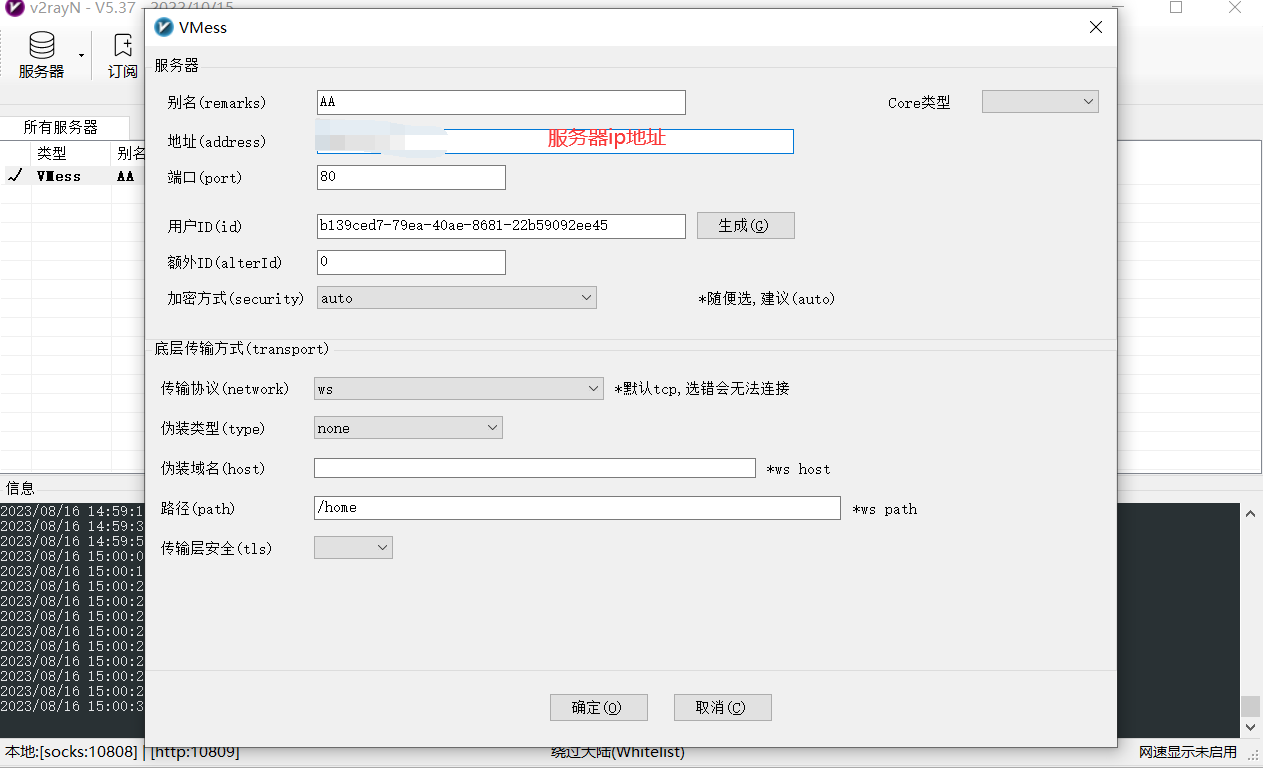 v2rayN - V5.37 - 2022/10/15
服务器
订阅
所有服务器
类型
别名
VMess
AA
信息
2023/08/16 14:59:1
2023/08/16 14:59:3
2023/08/16 14:59:5
2023/08/16 15:00:0
2023/08/16 15:00:1
2023/08/16 15:00:2
2023/08/16 15:00:2
2023/08/16 15:00:2
2023/08/16 15:00:2
2023/08/16 15:00:2
2023/08/16 15:00:2
2023/08/16 15:00:2
2023/08/16 15:00:2
2023/08/16 15:00:3
VMess
服务器
别名(remarks)
AA
Core类型
地址(address)
服务器ip地址
端口(port)
80
用户ID(id)
b139ced7-79ea-40ae-8681-22b59092ee45
生成(G)
额外ID(alterId)
0
加密方式(security)
auto
*随便选,建议(auto)
底层传输方式(transport)
传输协议(network)
ws
*默认tcp,选错会无法连接
伪装类型(type)
none
伪装域名(host)
*ws host
路径(path)
/home
*ws path
传输层安全(tls)
确定(O)
取消(C)
本地:[socks:10808] | [http:10809]
绕过大陆(Whitelist)
网速显示未启用